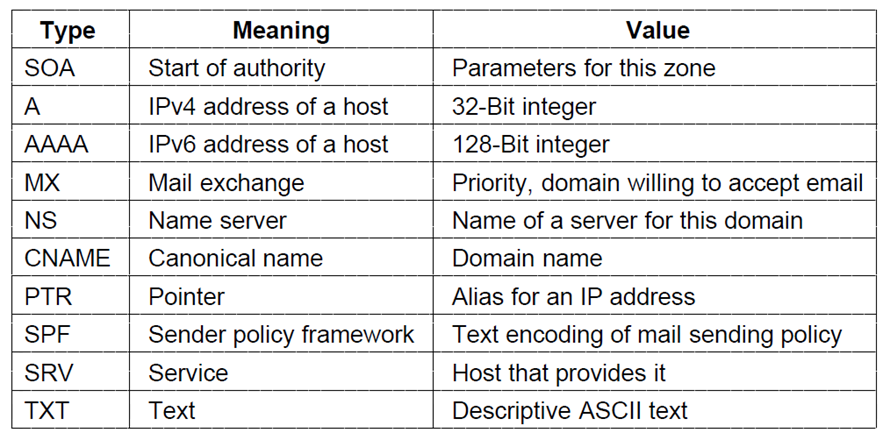 Type Meaning Value
SOA Start of authority Parameters for this zone
A IPv4 address of a host 32-Bit integer
AAAA IPv6 address of a host 128-Bit integer
MX Mail exchange Priority, domain willing to accept email
NS Name server Name of a server for this domain
CNAME Canonical name Domain name
PTR Pointer Alias for an IP address
SPF Sender policy framework Text encoding of mail sending policy
SRV Service Host that provides it
TXT Text Descriptive ASCII text